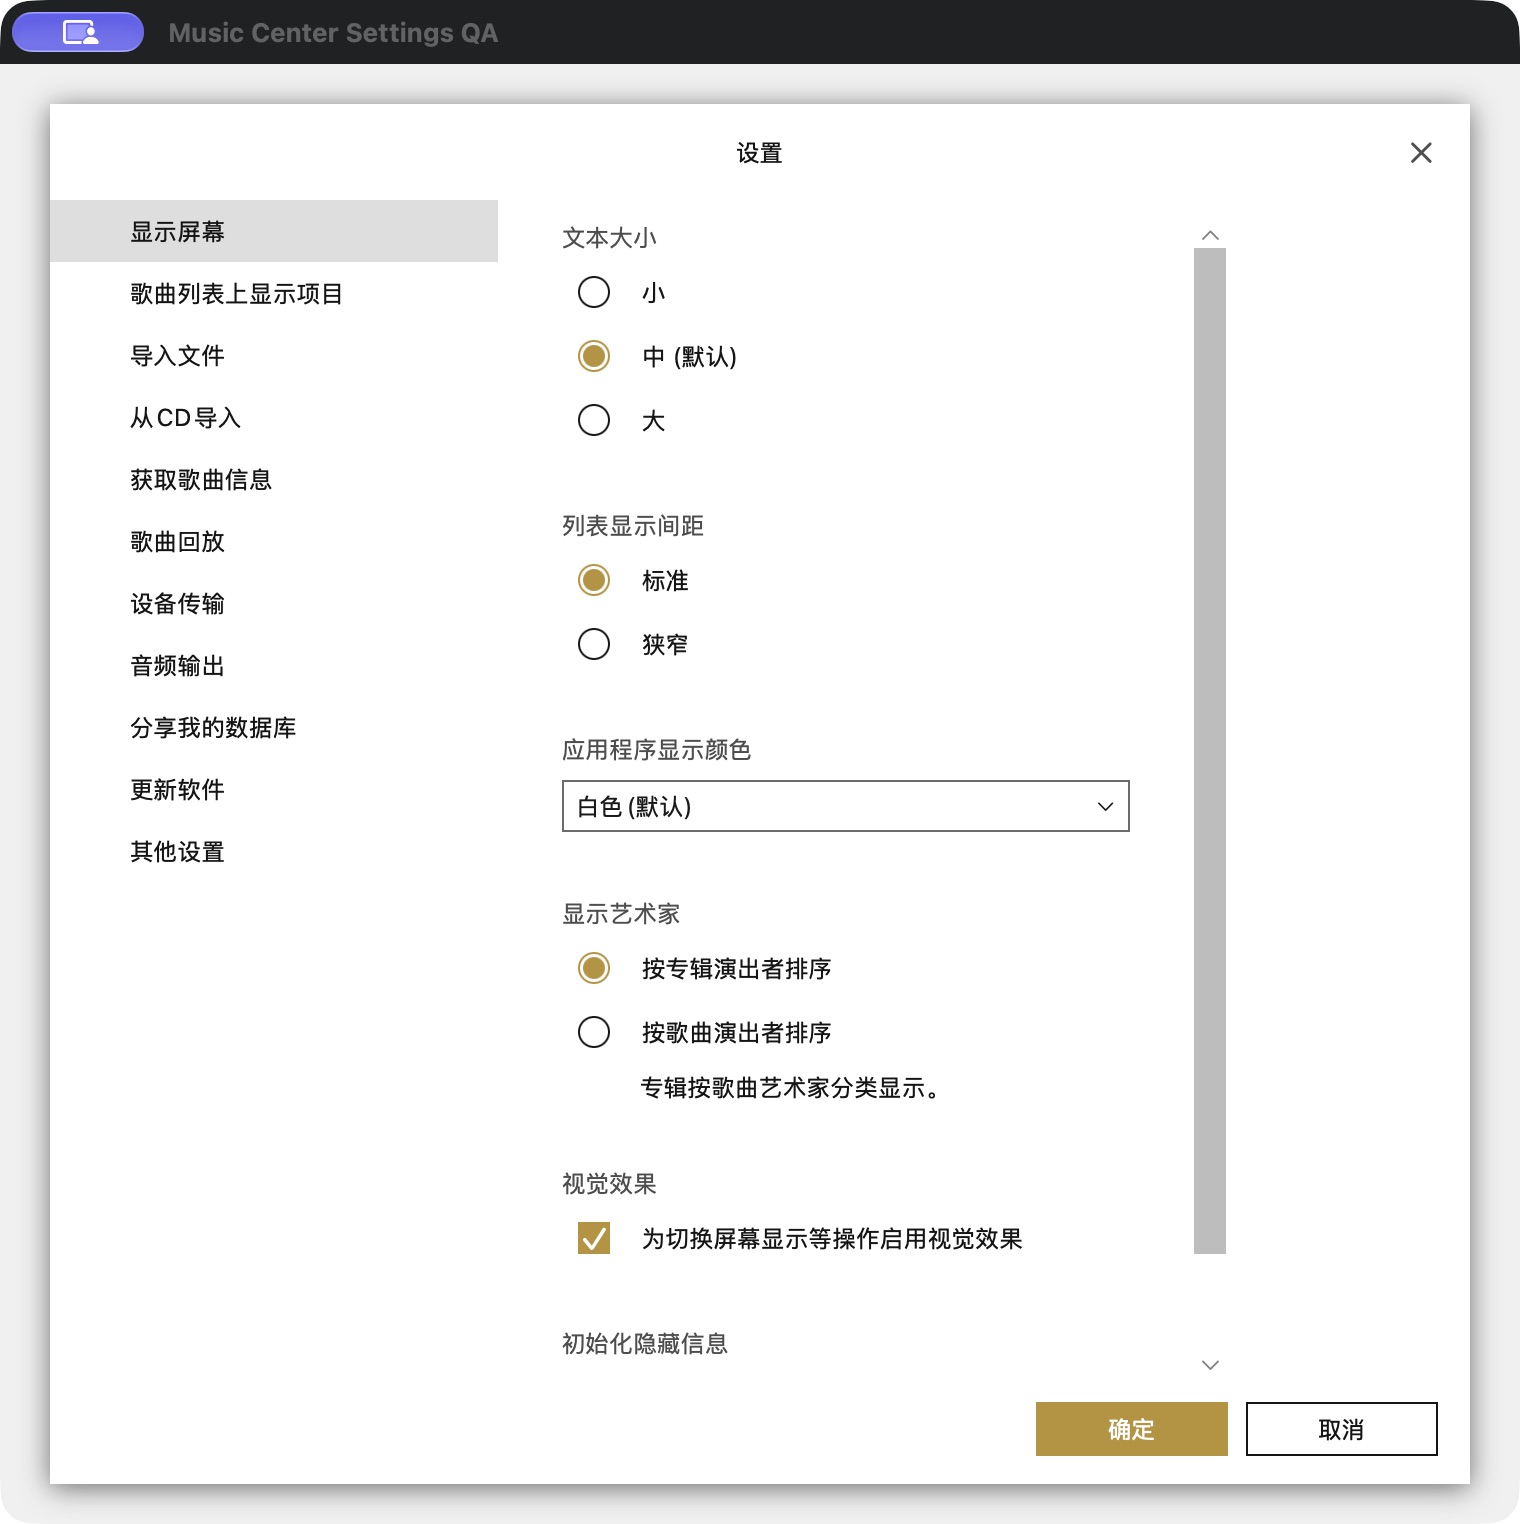 Music Center Settings QA
设置
显示屏幕
歌曲列表上显示项目
导入文件
从CD导入
获取歌曲信息
歌曲回放
设备传输
音频输出
分享我的数据库
更新软件
其他设置
文本大小
小
中 (默认)
大
列表显示间距
标准
狭窄
应用程序显示颜色
白色 (默认)
显示艺术家
按专辑演出者排序
按歌曲演出者排序
专辑按歌曲艺术家分类显示。
视觉效果
为切换屏幕显示等操作启用视觉效果
初始化隐藏信息
确定
取消